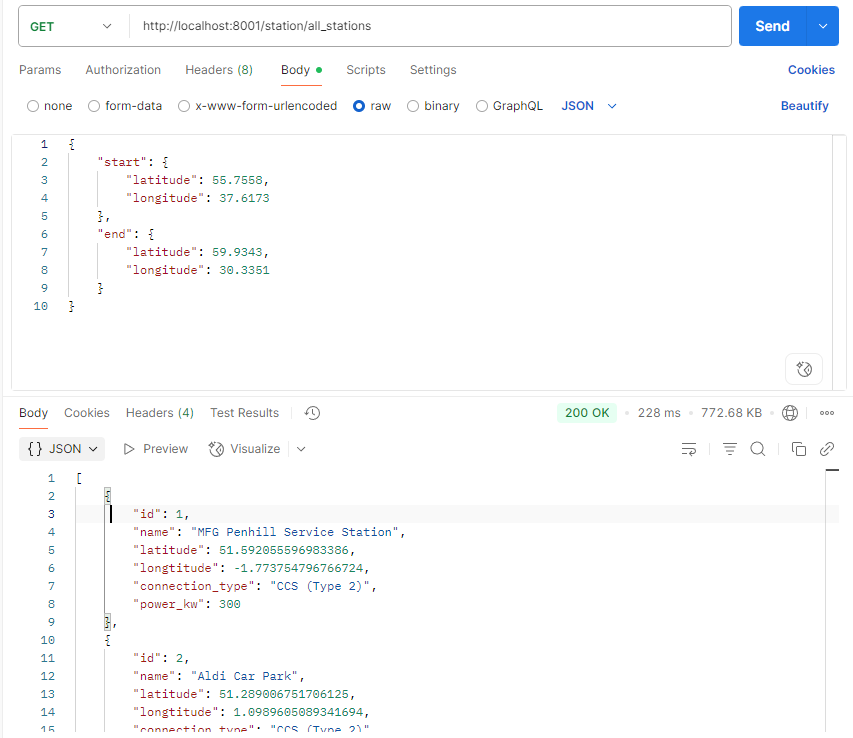 GET http://localhost:8001/station/all_stations Send
Params Authorization Headers (8) Body Scripts Settings Cookies
none form-data x-www-form-urlencoded raw binary GraphQL JSON Beautify
1 {
2 "start": {
3 "latitude": 55.7558,
4 "longitude": 37.6173
5 },
6 "end": {
7 "latitude": 59.9343,
8 "longitude": 30.3351
9 }
10 }
Body Cookies Headers (4) Test Results 200 OK 228 ms 772.68 KB
{} JSON Preview Visualize
1 [
2 {
3 "id": 1,
4 "name": "MFG Penhill Service Station",
5 "latitude": 51.592055596983386,
6 "longtitude": -1.773754796766724,
7 "connection_type": "CCS (Type 2)",
8 "power_kw": 300
9 },
10 {
11 "id": 2,
12 "name": "Aldi Car Park",
13 "latitude": 51.289006751706125,
14 "longtitude": 1.0989605089341694,
15 "connection_type": "CCS (Type 2)"